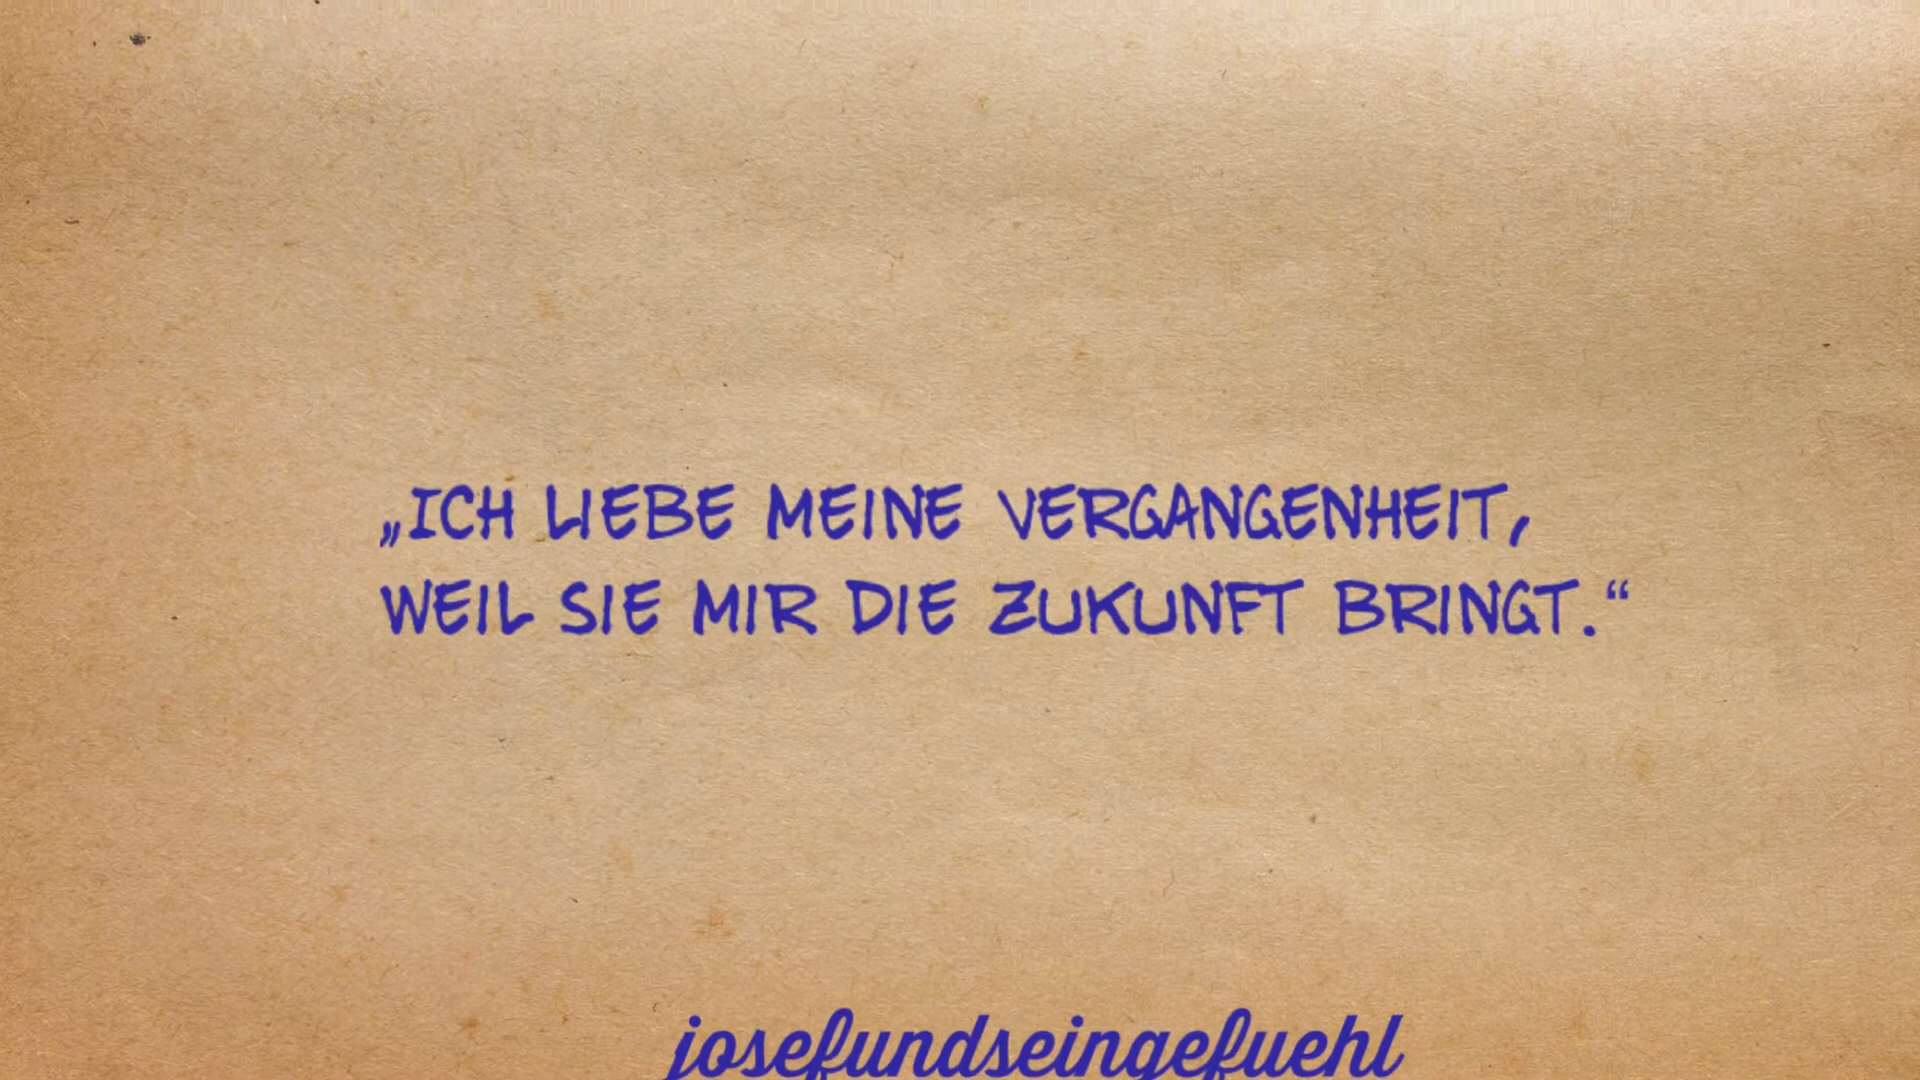 „ICH LIEBE MEINE VERGANGENHEIT,
WEIL SIE MIR DIE ZUKUNFT BRINGT.“
josefundseingefuehl